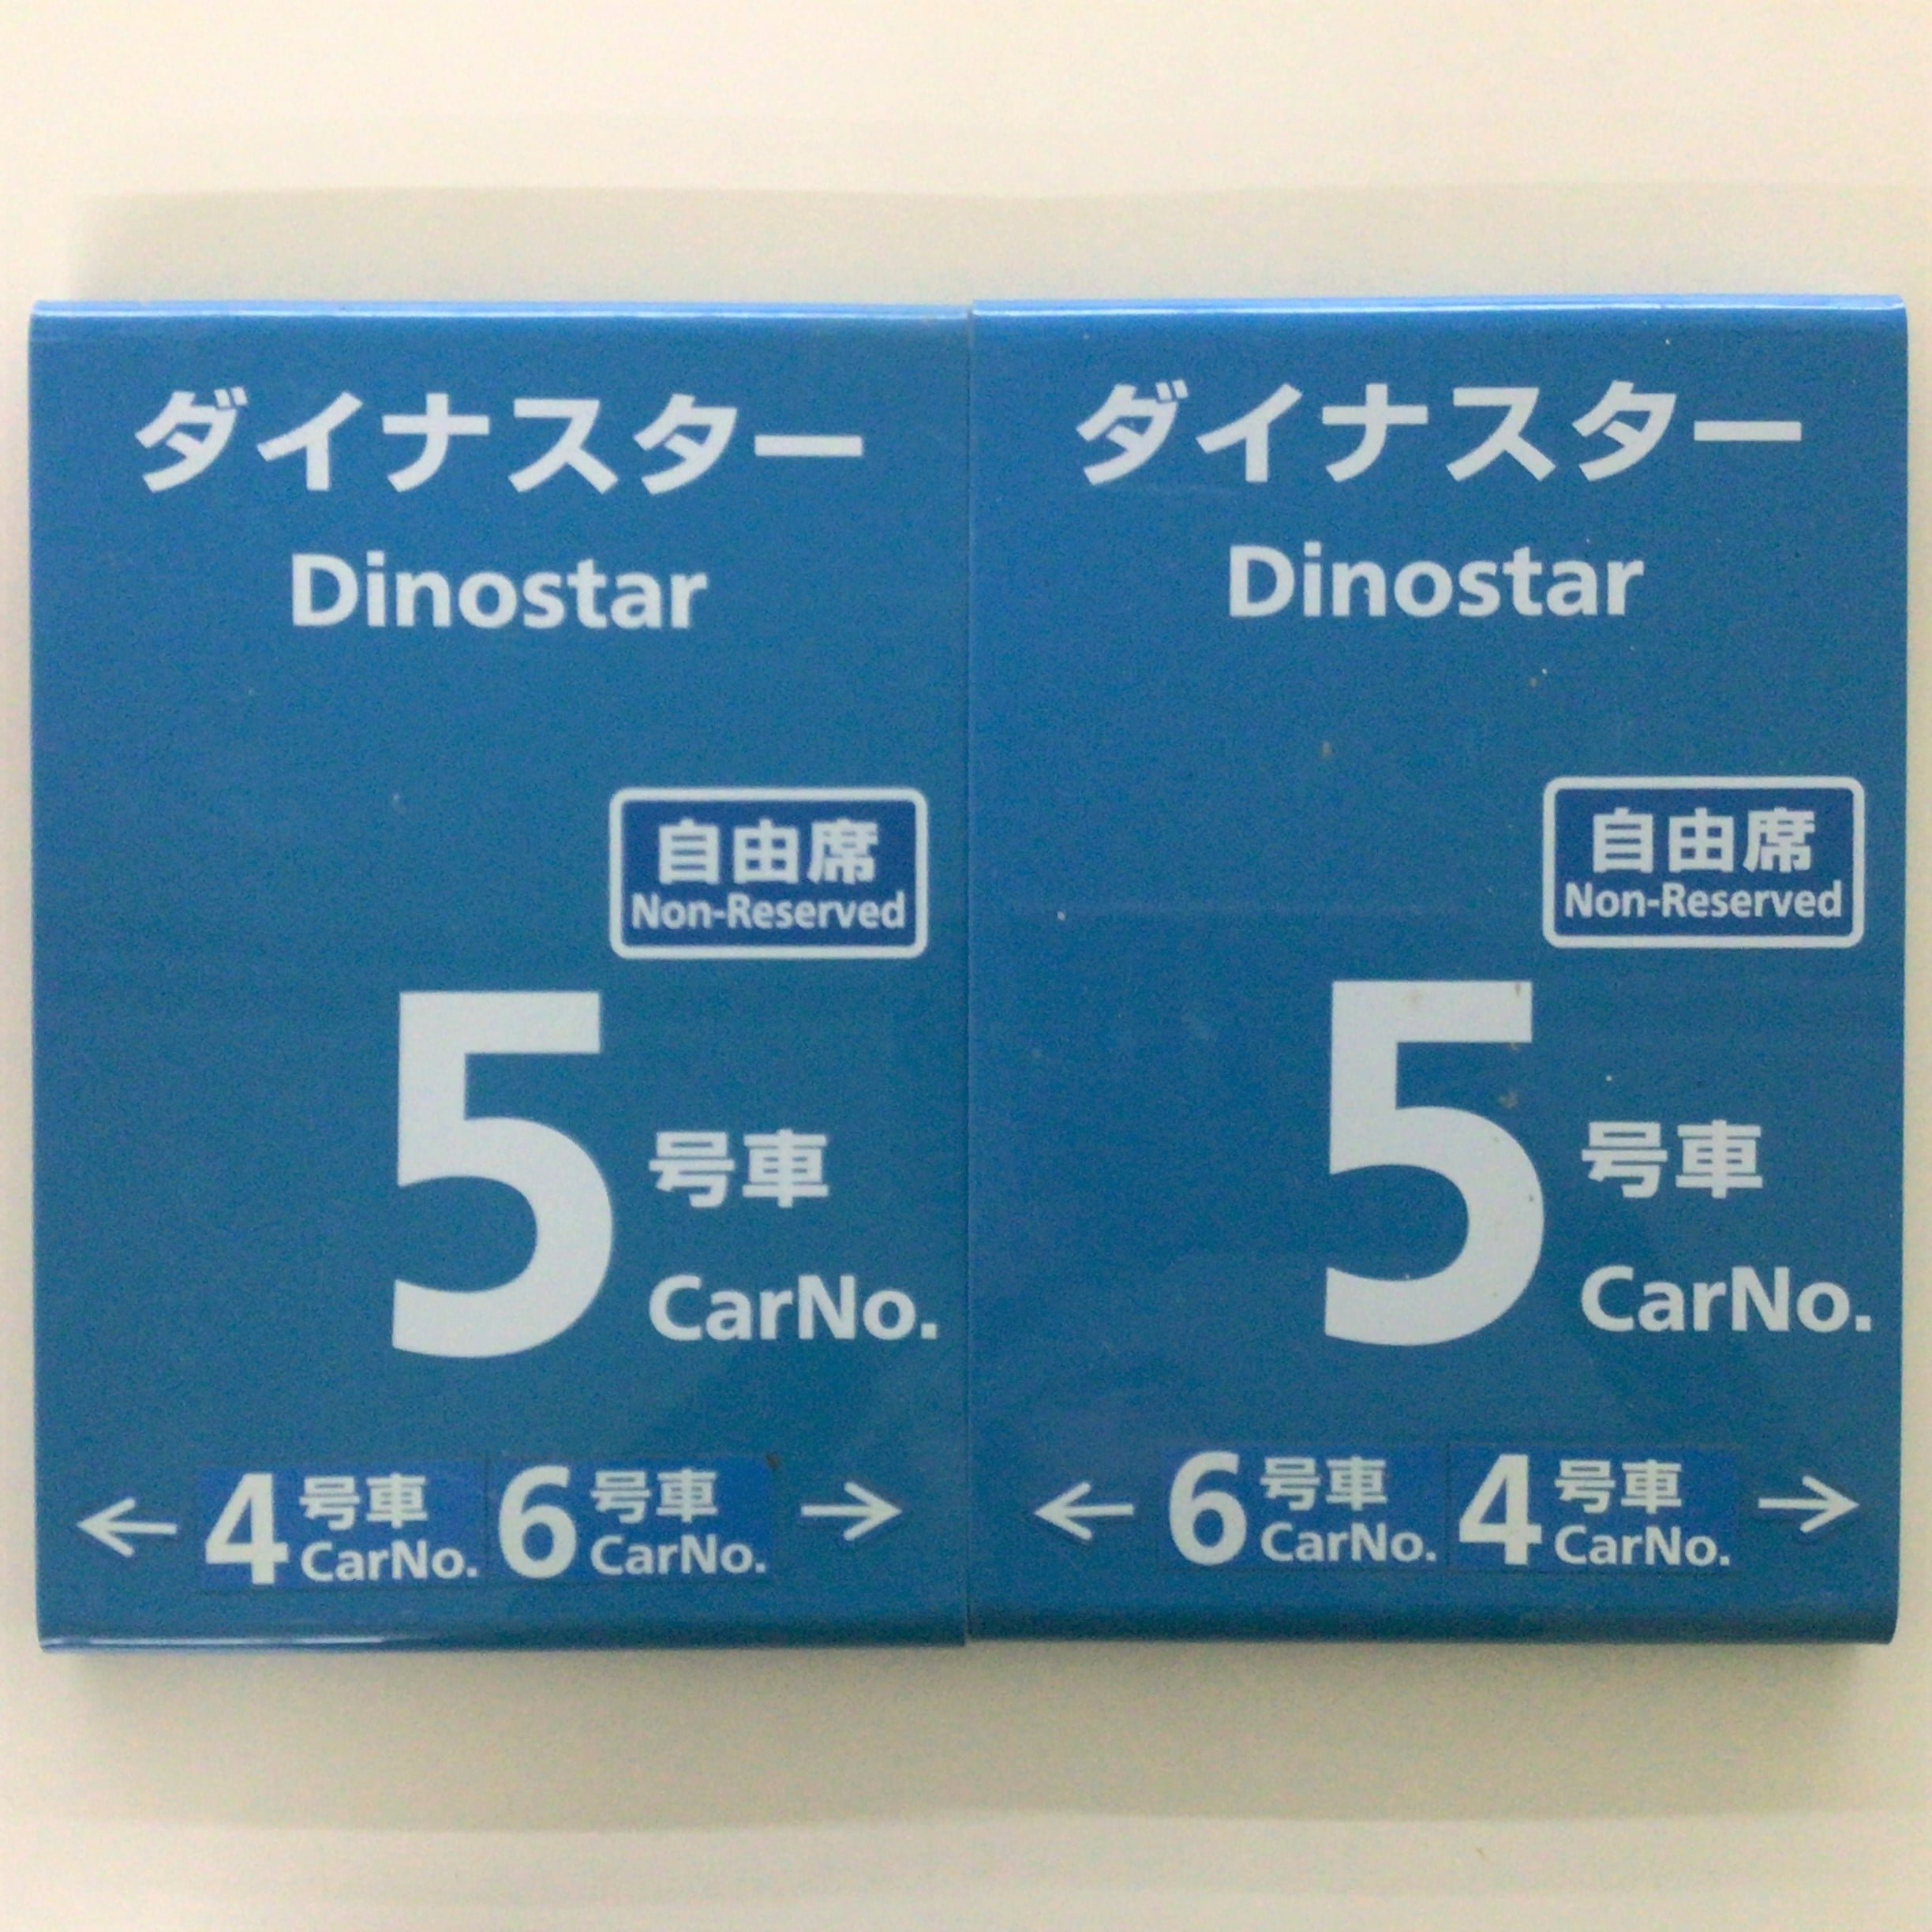 ダイナスター
Dinostar
自由席
Non-Reserved
5 号車
CarNo.
← 4 号車 CarNo. 6 号車 CarNo. →
ダイナスター
Dinostar
自由席
Non-Reserved
5 号車
CarNo.
← 6 号車 CarNo. 4 号車 CarNo. →